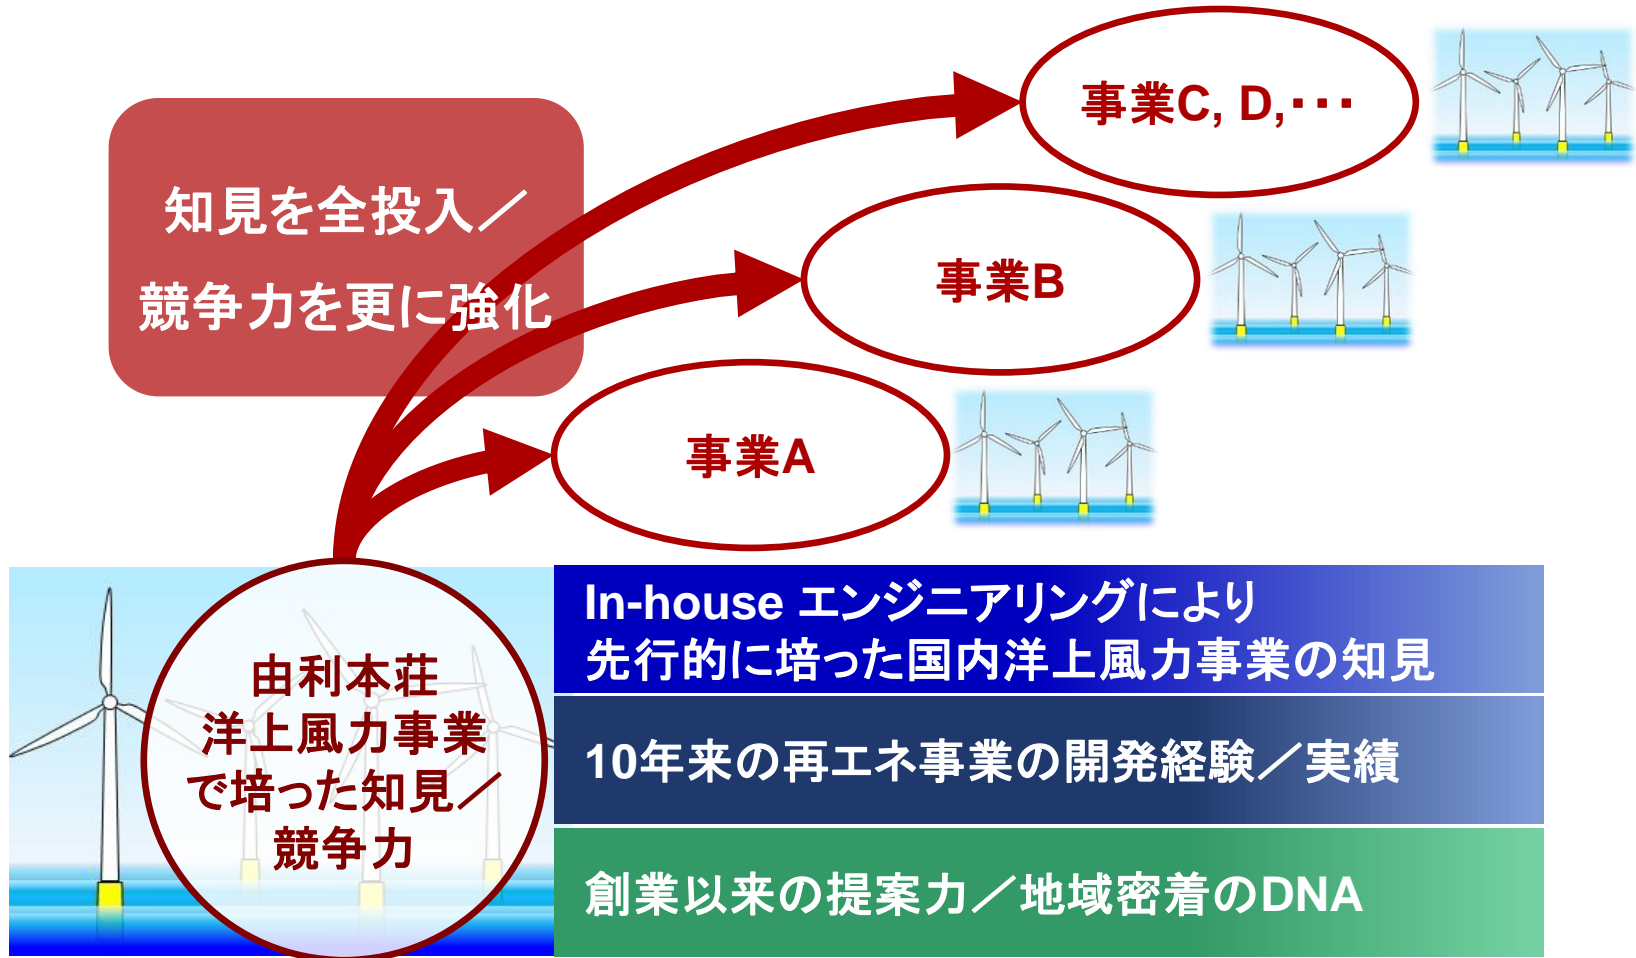 事業C, D,･･･
知見を全投入／
競争力を更に強化
事業B
事業A
由利本荘
洋上風力事業
で培った知見／
競争力
In-house エンジニアリングにより
先行的に培った国内洋上風力事業の知見
10年来の再エネ事業の開発経験／実績
創業以来の提案力／地域密着のDNA